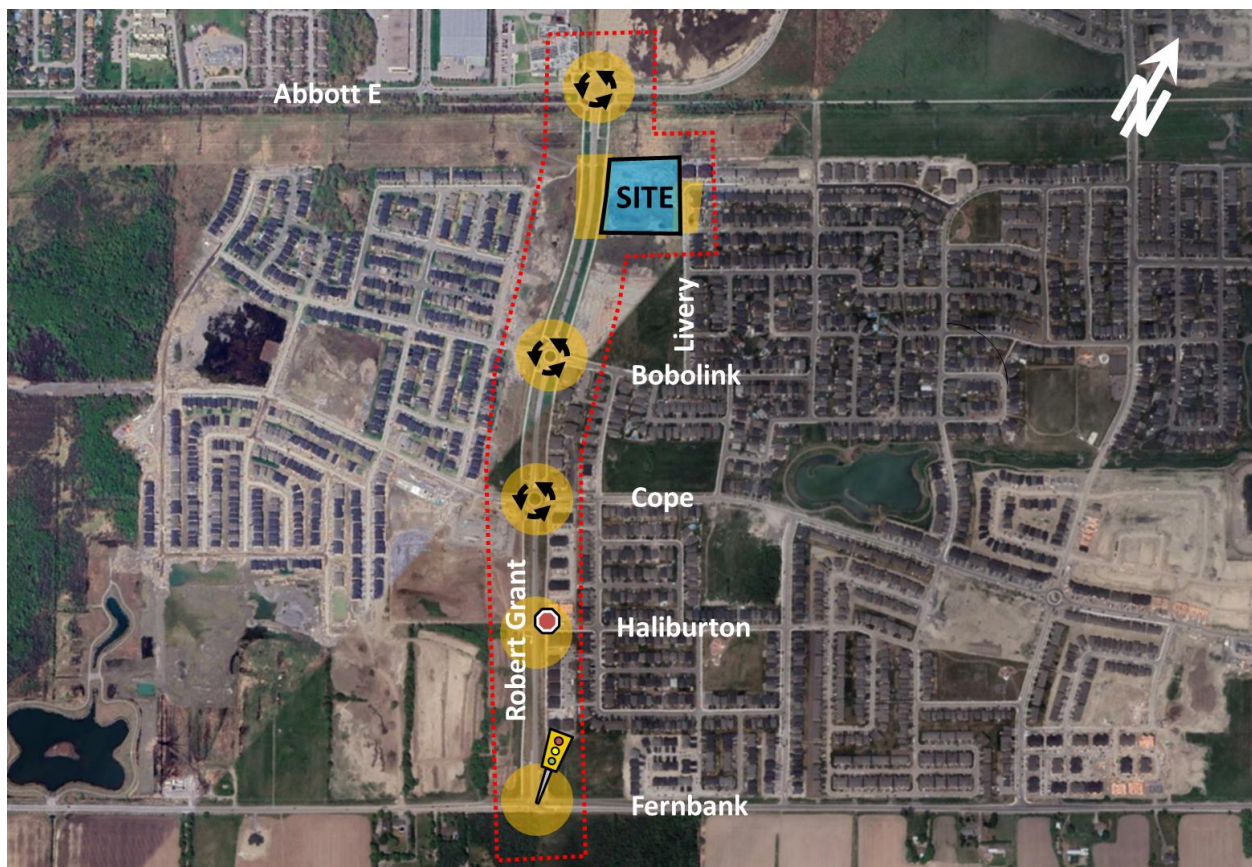 Abbott E
N
SITE
Livery
Bobolink
Cope
Robert Grant
Haliburton
Fernbank